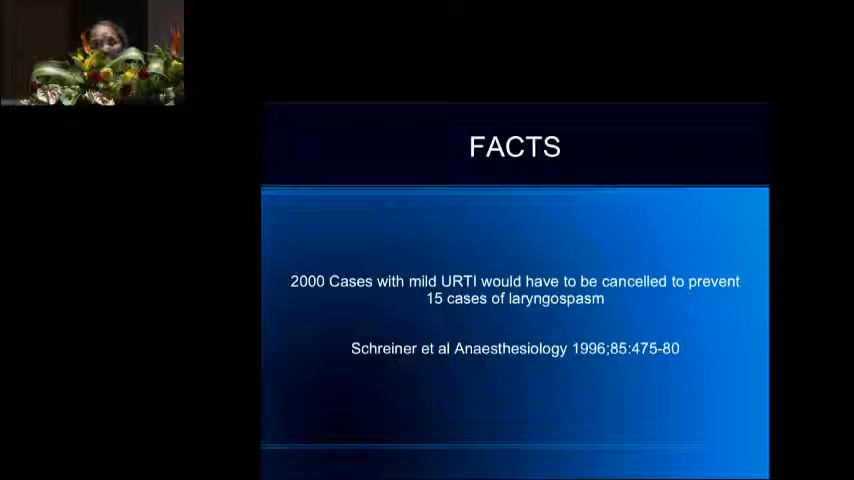 FACTS
2000 Cases with mild URTI would have to be cancelled to prevent
15 cases of laryngospasm
Schreiner et al Anaesthesiology 1996;85:475-80